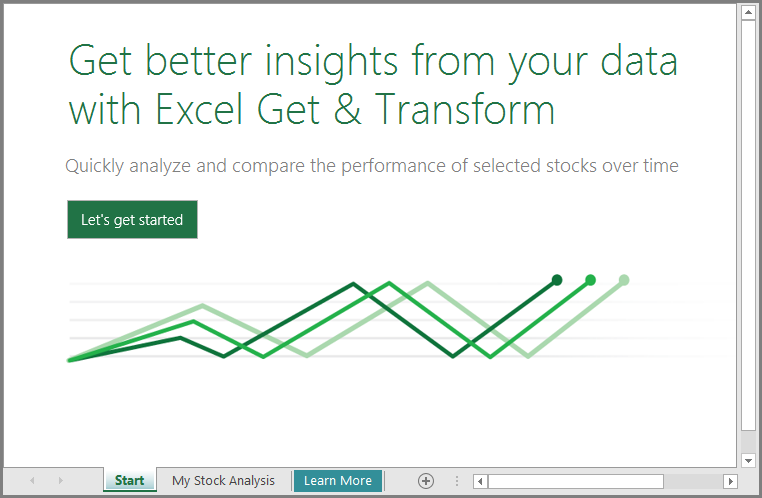 Get better insights from your data
with Excel Get & Transform
Quickly analyze and compare the performance of selected stocks over time
Let's get started
Start
My Stock Analysis
Learn More